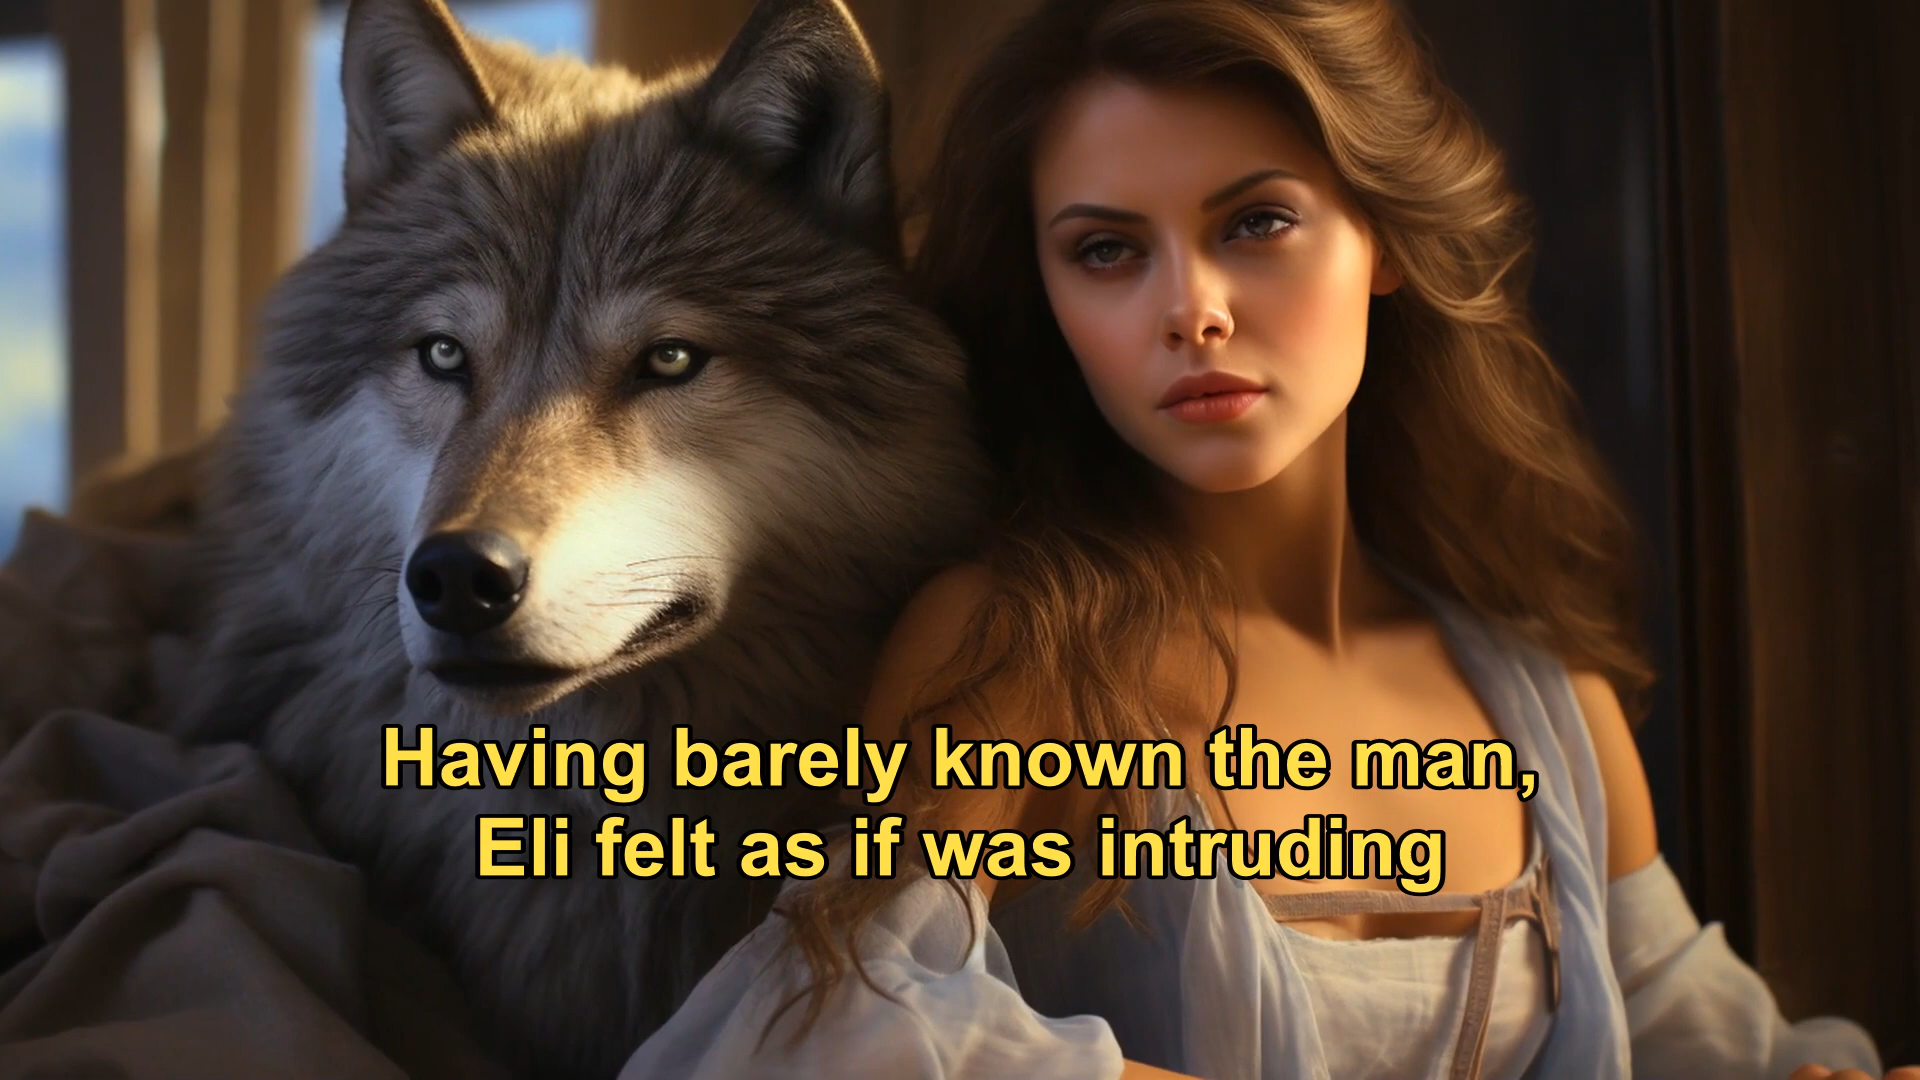 Having barely known the man,
Eli felt as if was intruding